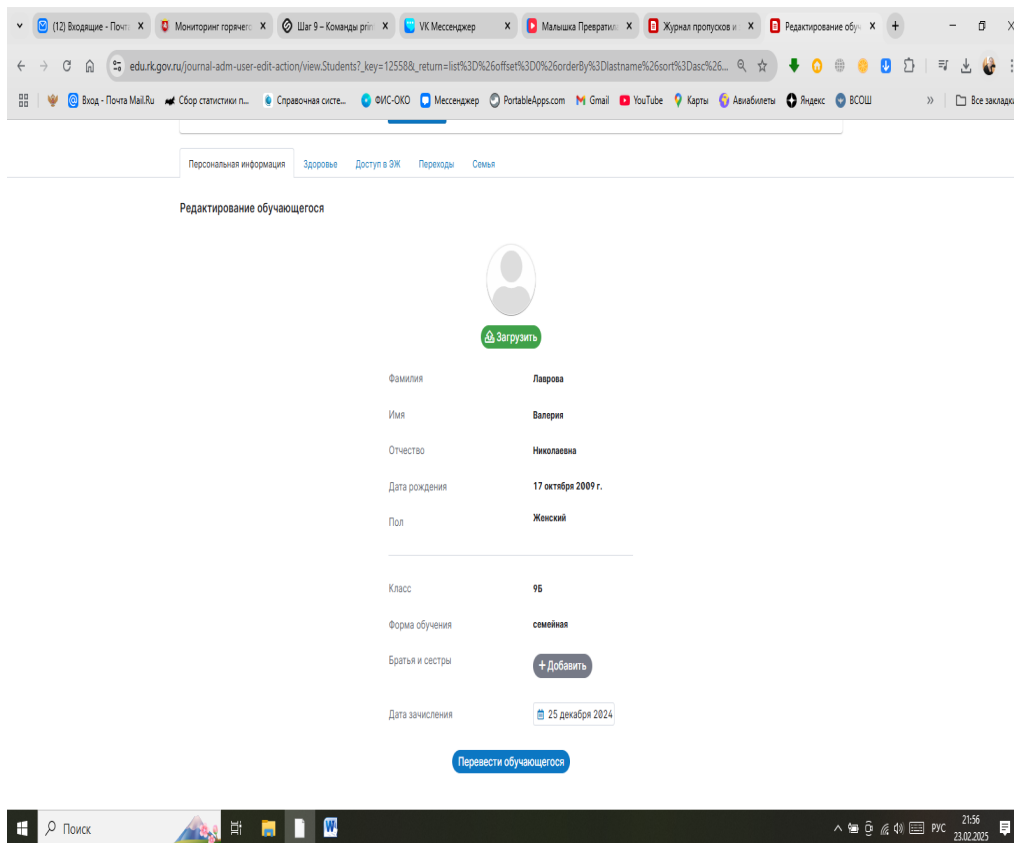 (12) Входящие - Почта
Мониторинг горячего
Шаг 9 – Команды prin
VK Мессенджер
Малышка Превратил
Журнал пропусков и
Редактирование обуч
edu.rk.gov.ru/journal-adm-user-edit-action/view.Students?_key=12558&_return=list%3D%26offset%3D0%26orderBy%3Dlastname%26sort%3Dasc%26...
Вход - Почта Mail.Ru
Сбор статистики п...
Справочная систе...
ФИС-ОКО
Мессенджер
PortableApps.com
Gmail
YouTube
Карты
Авиабилеты
Яндекс
ВСОШ
»
Все закладки
Персональная информация Здоровье Доступ в ЭЖ Переходы Семья
Редактирование обучающегося
Загрузить
Фамилия Лаврова
Имя Валерия
Отчество Николаевна
Дата рождения 17 октября 2009 г.
Пол Женский
Класс 9Б
Форма обучения семейная
Братья и сестры + Добавить
Дата зачисления 25 декабря 2024
Перевести обучающегося
Поиск
РУС
21:56
23.02.2025